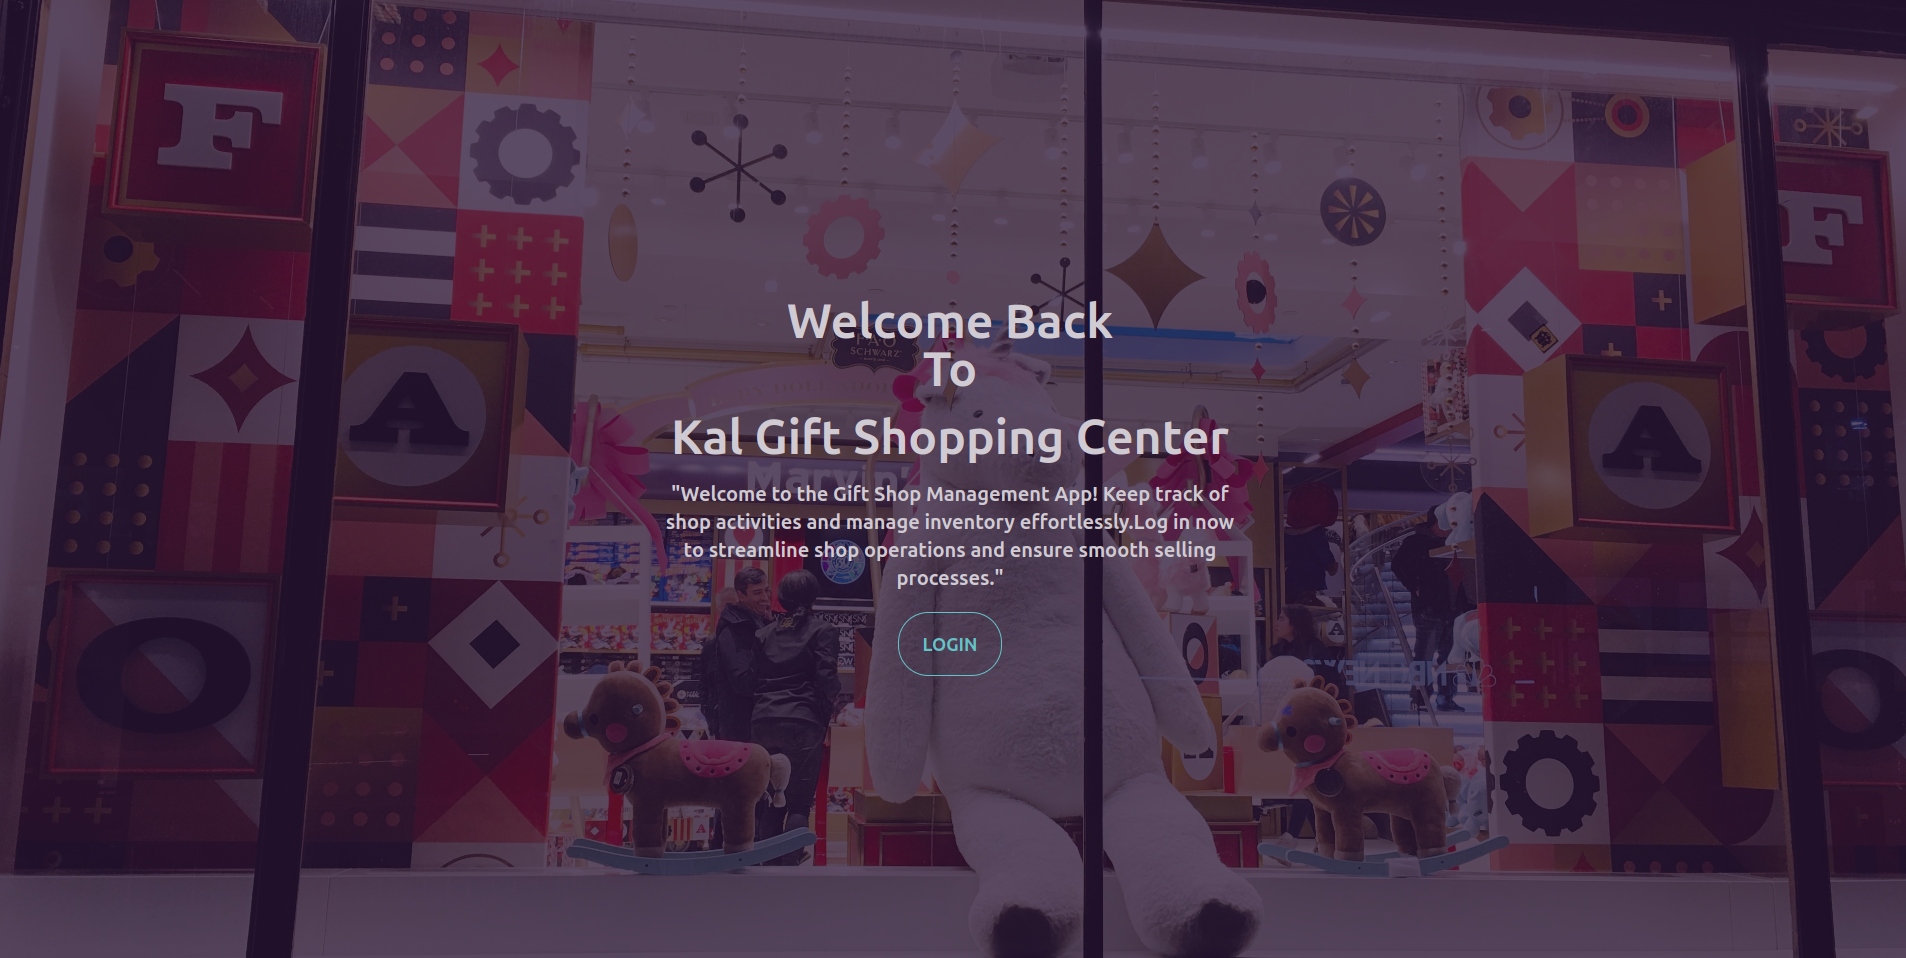 F
F
Welcome Back
FAO
SCHWARZ
To
A
A
Kal Gift Shopping Center
Marvin's
"Welcome to the Gift Shop Management App! Keep track of
shop activities and manage inventory effortlessly.Log in now
to streamline shop operations and ensure smooth selling
processes."
LOGIN
O
O